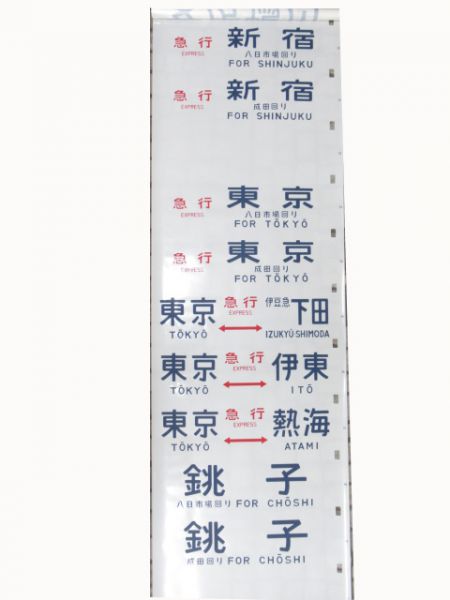 急行 新宿
EXPRESS 八日市場回り
FOR SHINJUKU
急行 新宿
EXPRESS 成田回り
FOR SHINJUKU
急行 東京
EXPRESS 八日市場回り
FOR TŌKYŌ
急行 東京
EXPRESS 成田回り
FOR TŌKYŌ
東京 急行 伊豆急下田
EXPRESS
TŌKYŌ IZUKYŪ-SHIMODA
東京 急行 伊東
EXPRESS
TŌKYŌ ITŌ
東京 急行 熱海
EXPRESS
TŌKYŌ ATAMI
銚子
八日市場回り FOR CHŌSHI
銚子
成田回り FOR CHŌSHI